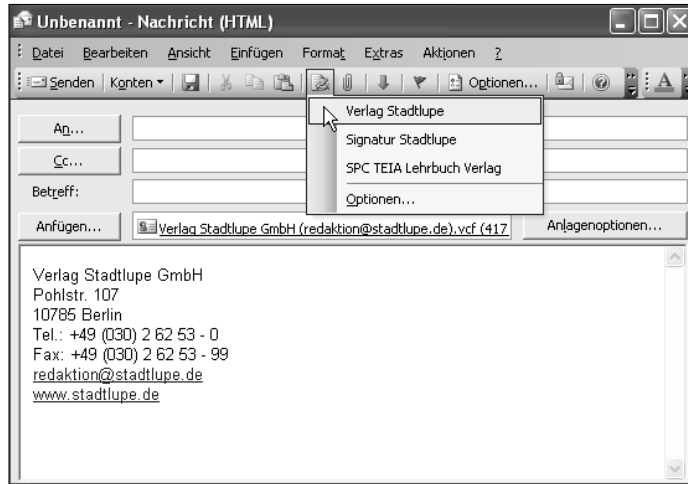 Unbenannt - Nachricht (HTML)
Datei Bearbeiten Ansicht Einfügen Format Extras Aktionen ?
Senden Konten Optionen... A
Verlag Stadtlupe
Signatur Stadtlupe
SPC TEIA Lehrbuch Verlag
Optionen...
An...
Cc...
Betreff:
Anfügen... Verlag Stadtlupe GmbH (redaktion@stadtlupe.de).vcf (417 Anlagenoptionen...
Verlag Stadtlupe GmbH
Pohlstr. 107
10785 Berlin
Tel.: +49 (030) 2 62 53 - 0
Fax: +49 (030) 2 62 53 - 99
redaktion@stadtlupe.de
www.stadtlupe.de